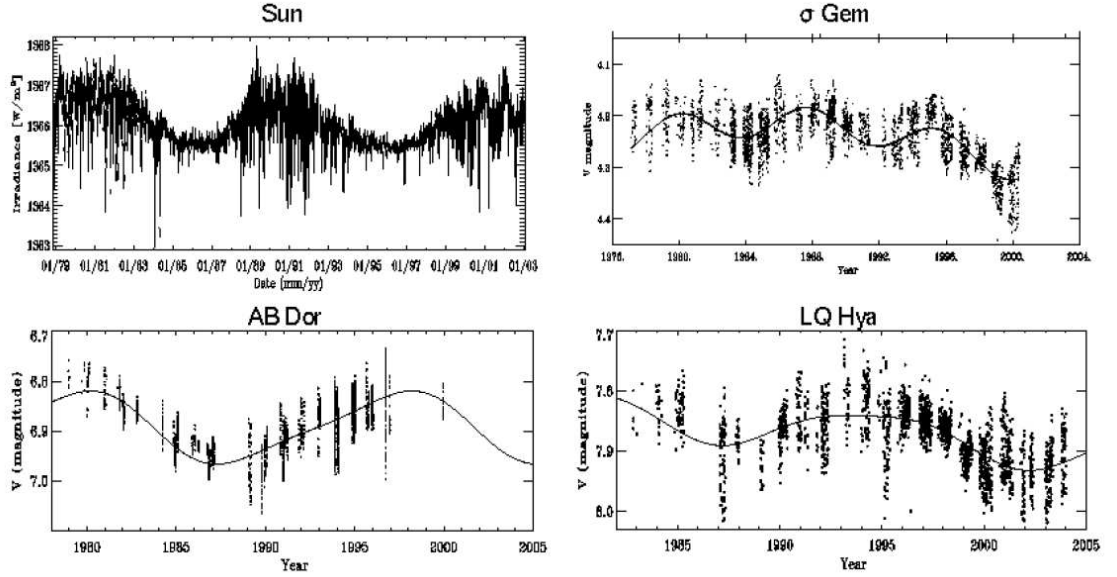 Sun
Irradiance [W/m²]
1368
1367
1366
1365
1364
1363
01/79 01/81 01/83 01/85 01/87 01/89 01/91 01/93 01/95 01/97 01/99 01/01 01/03
Date (mm/yy)
σ Gem
V magnitude
4.1
4.2
4.3
4.4
1976. 1980. 1984. 1988. 1992. 1996. 2000. 2004.
Year
AB Dor
V (magnitude)
6.7
6.8
6.9
7.0
1980 1985 1990 1995 2000 2005
Year
LQ Hya
V (magnitude)
7.7
7.8
7.9
8.0
1985 1990 1995 2000 2005
Year